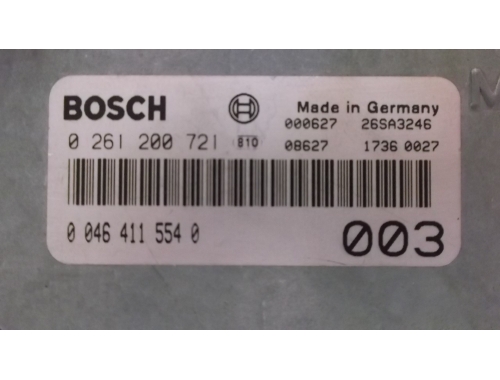 BOSCH
Made in Germany
0 261 200 721 B10
000627 26SA3246
08627 1736 0027
0 046 411 554 0
003
M